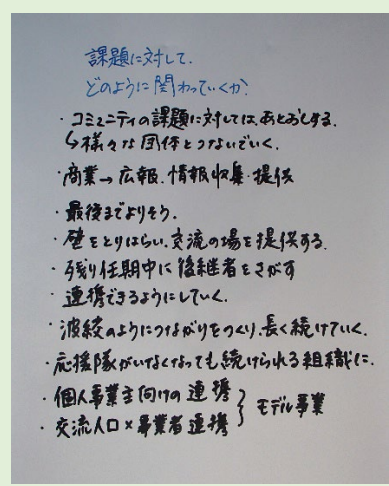 課題に対して、
どのように関わっていくか?
・コミュニティの課題に対しては、あとおしする。
↳様々な団体とつないでいく。
・商業→広報、情報収集・提供
・最後までよりそう。
・壁をとりはらい、交流の場を提供する。
・残り任期中に後継者をさがす
・連携できるようにしていく。
・波紋のようにつながりをつくり、長く続けていく。
・応援隊がいなくなっても続けられる組織に。
・個人事業主向けの連携
・交流人口×事業者連携
} モデル事業